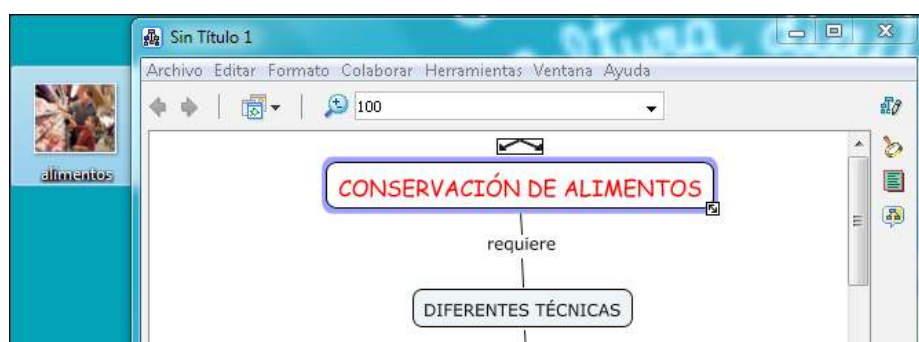 Sin Título 1
Archivo Editar Formato Colaborar Herramientas Ventana Ayuda
100
alimentos
CONSERVACIÓN DE ALIMENTOS
requiere
DIFERENTES TÉCNICAS